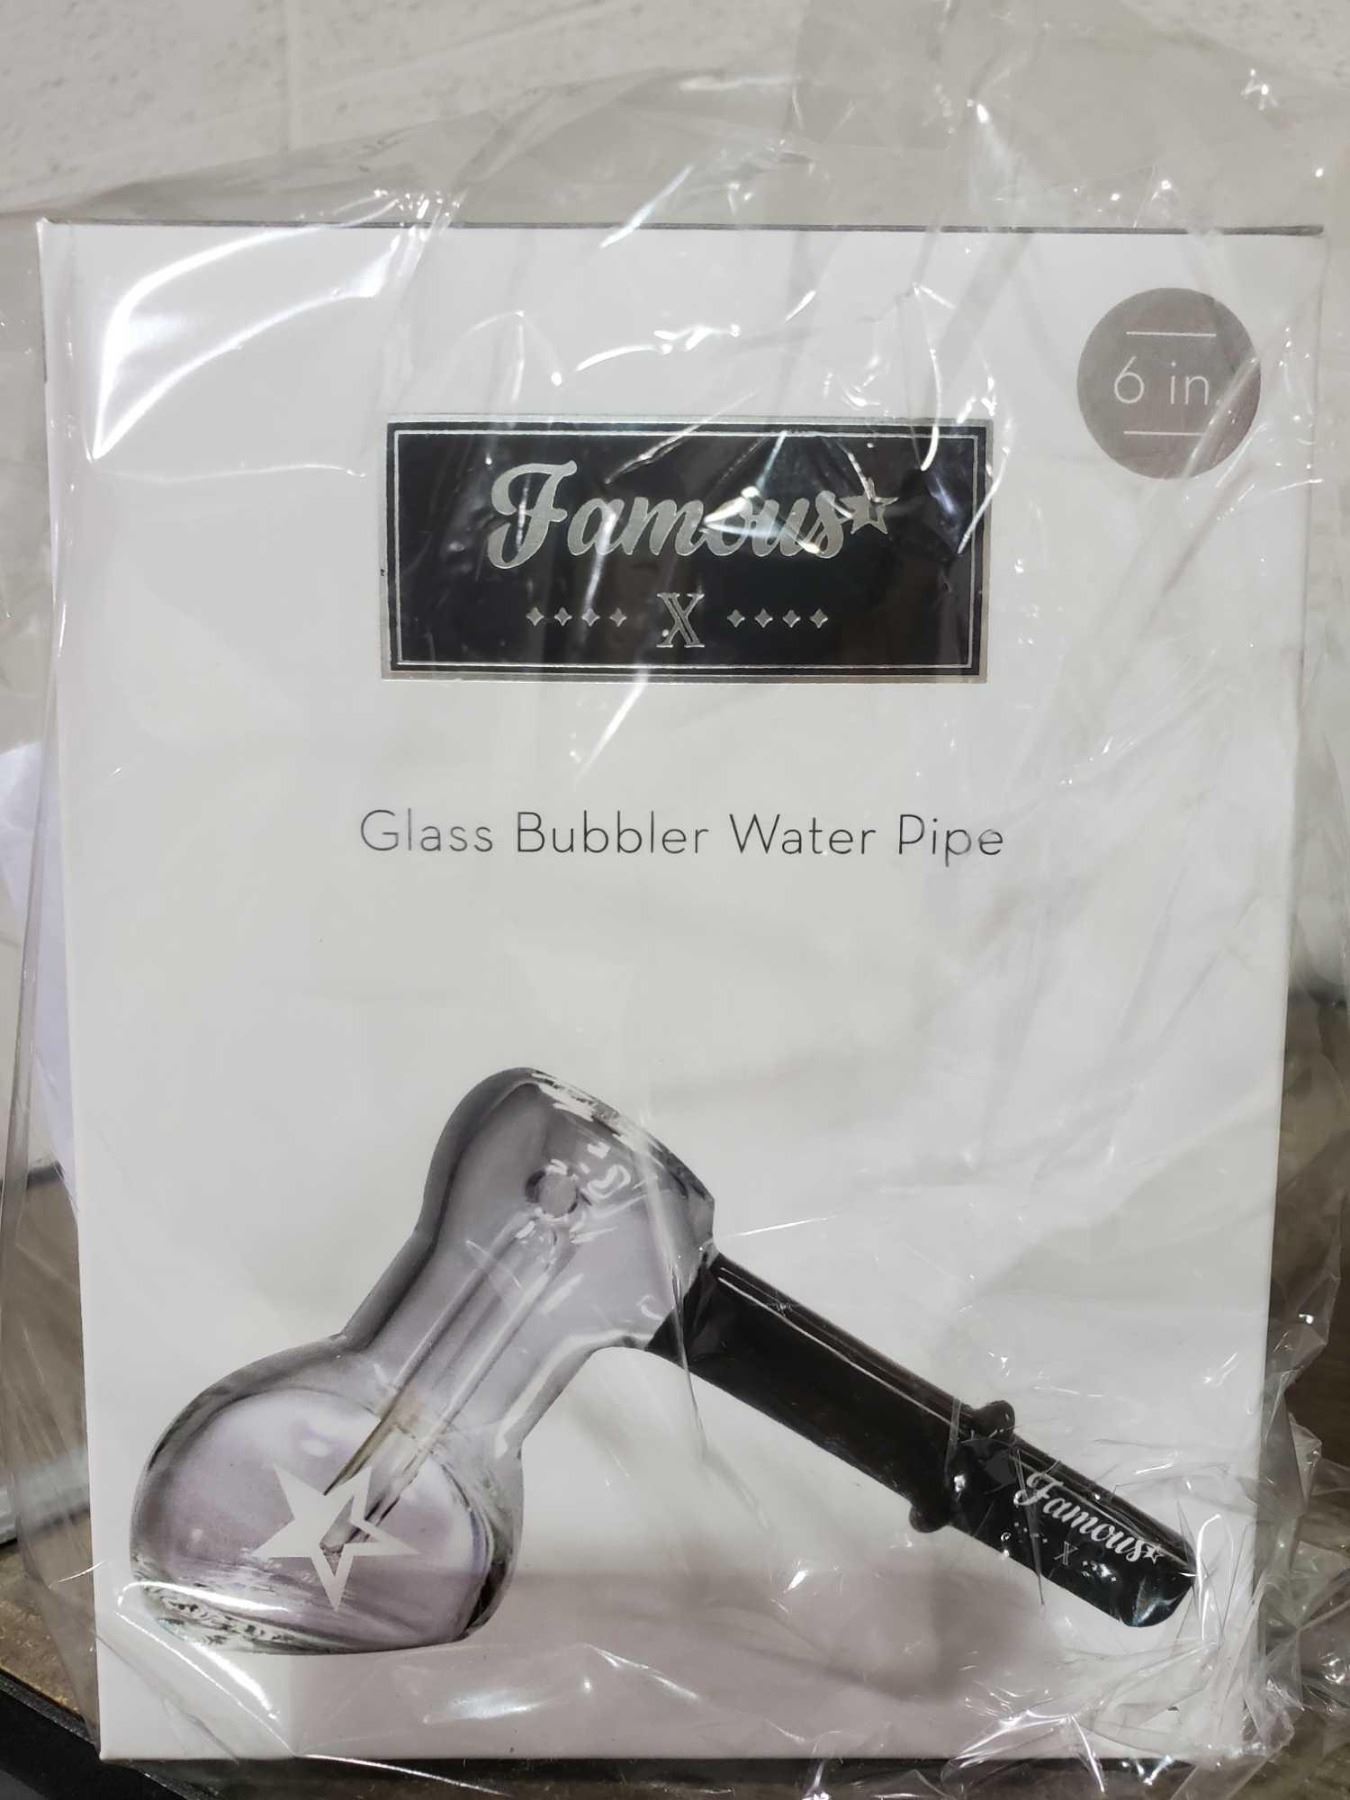 6 in
Famous
X
Glass Bubbler Water Pipe
Famous
X